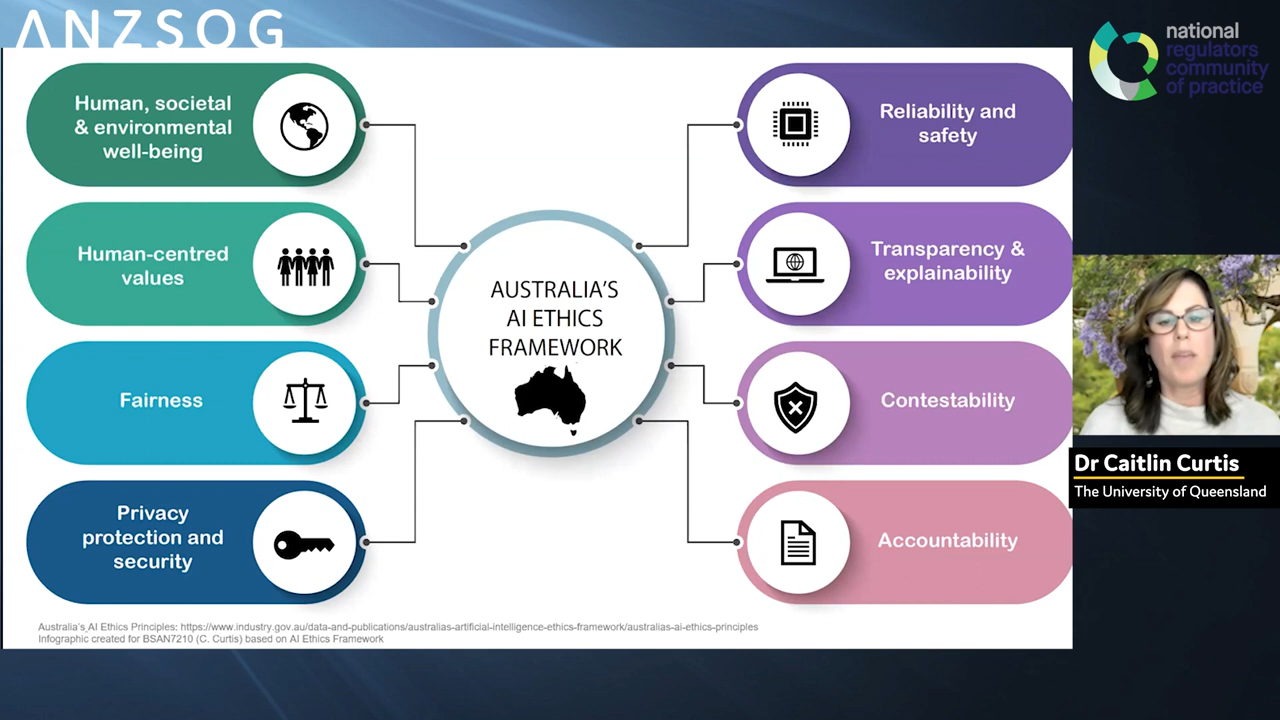 ANZSOG
national
regulators
community
of practice
Human, societal
& environmental
well-being
Human-centred
values
Fairness
Privacy
protection and
security
AUSTRALIA'S
AI ETHICS
FRAMEWORK
Reliability and
safety
Transparency &
explainability
Contestability
Accountability
Dr Caitlin Curtis
The University of Queensland
Australia's AI Ethics Principles: https://www.industry.gov.au/data-and-publications/australias-artificial-intelligence-ethics-framework/australias-ai-ethics-principles
Infographic created for BSAN7210 (C. Curtis) based on AI Ethics Framework